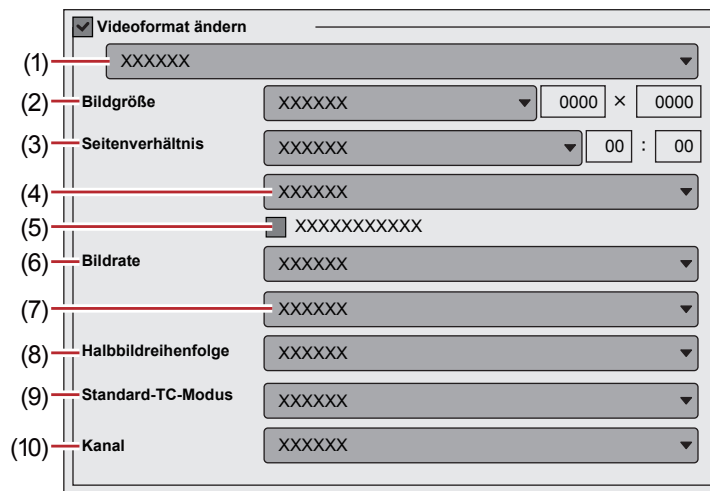 Videoformat ändern
(1) XXXXXX
(2) Bildgröße XXXXXX 0000 × 0000
(3) Seitenverhältnis XXXXXX 00 : 00
(4) XXXXXX
(5) XXXXXXXXXXX
(6) Bildrate XXXXXX
(7) XXXXXX
(8) Halbbildreihenfolge XXXXXX
(9) Standard-TC-Modus XXXXXX
(10) Kanal XXXXXX